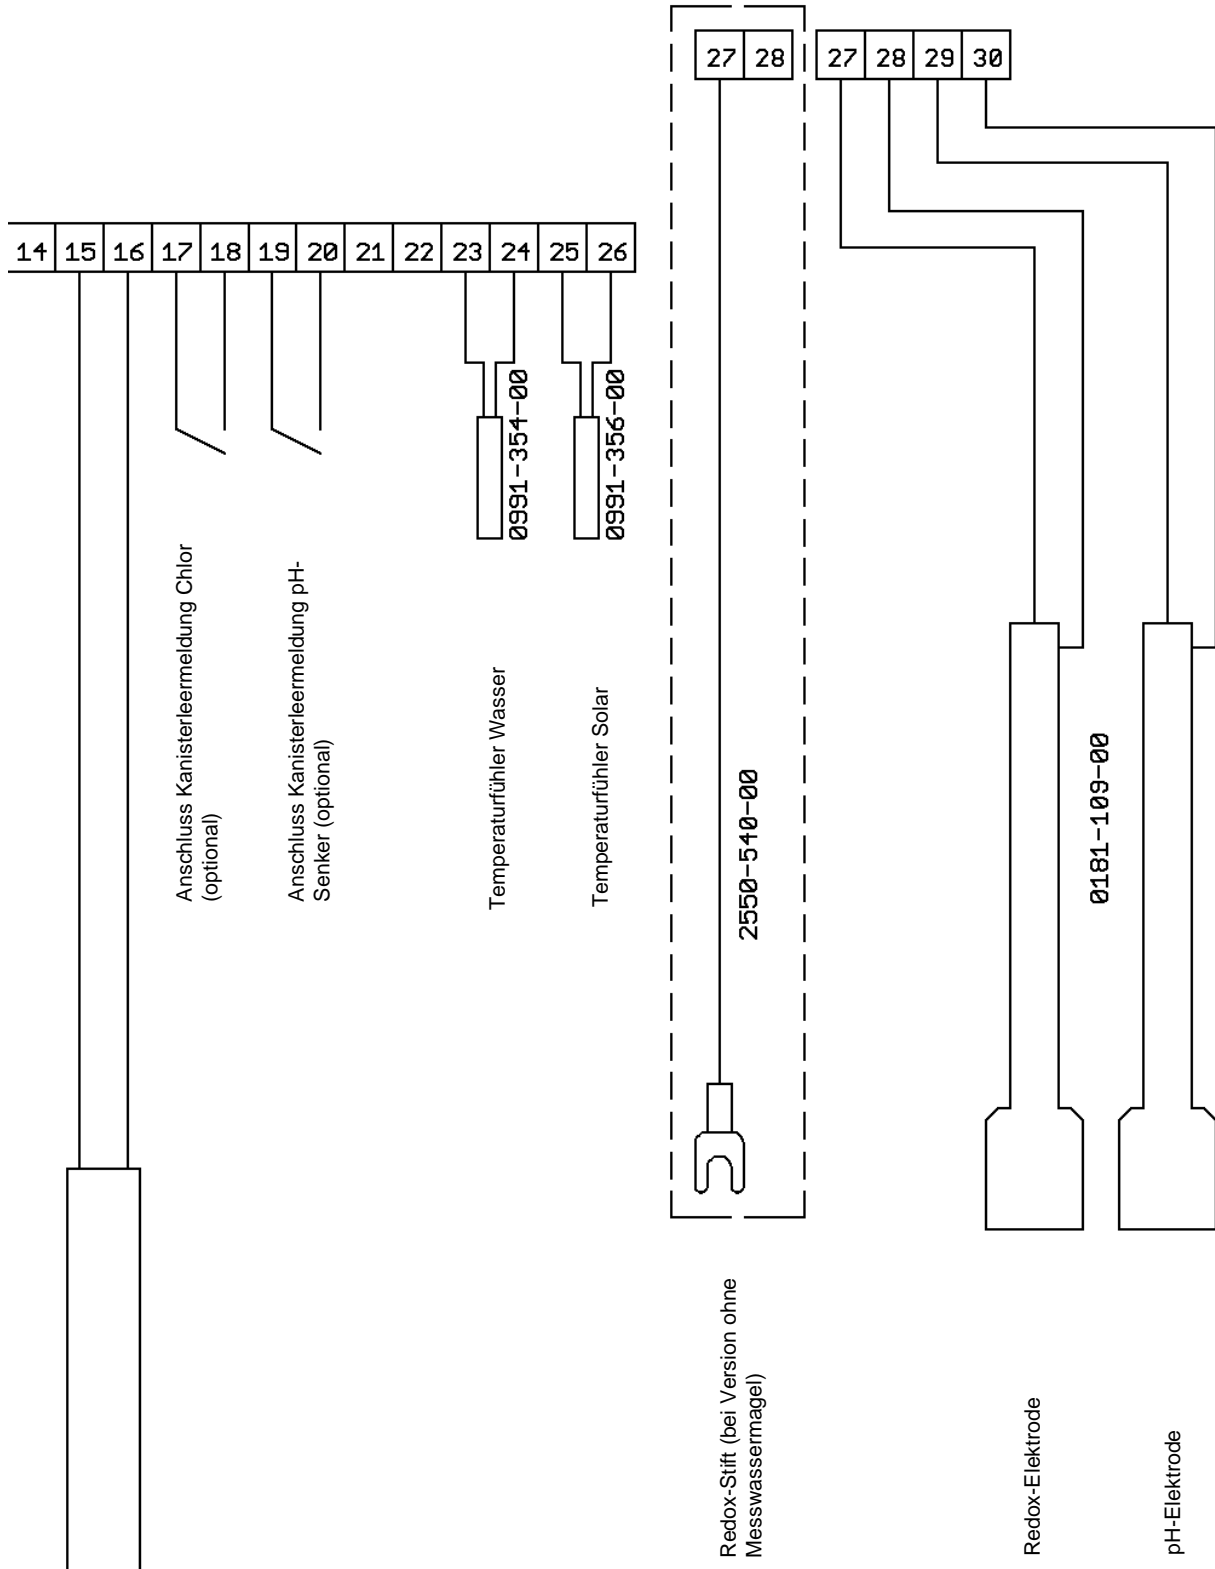 27 28
27 28 29 30
14 15 16 17 18 19 20 21 22 23 24 25 26
0991-354-00
0991-356-00
Anschluss Kanisterleermeldung Chlor
(optional)
Anschluss Kanisterleermeldung pH-
Senker (optional)
Temperaturfühler Wasser
Temperaturfühler Solar
2550-540-00
0181-109-00
Redox-Stift (bei Version ohne
Messwassermagel)
Redox-Elektrode
pH-Elektrode